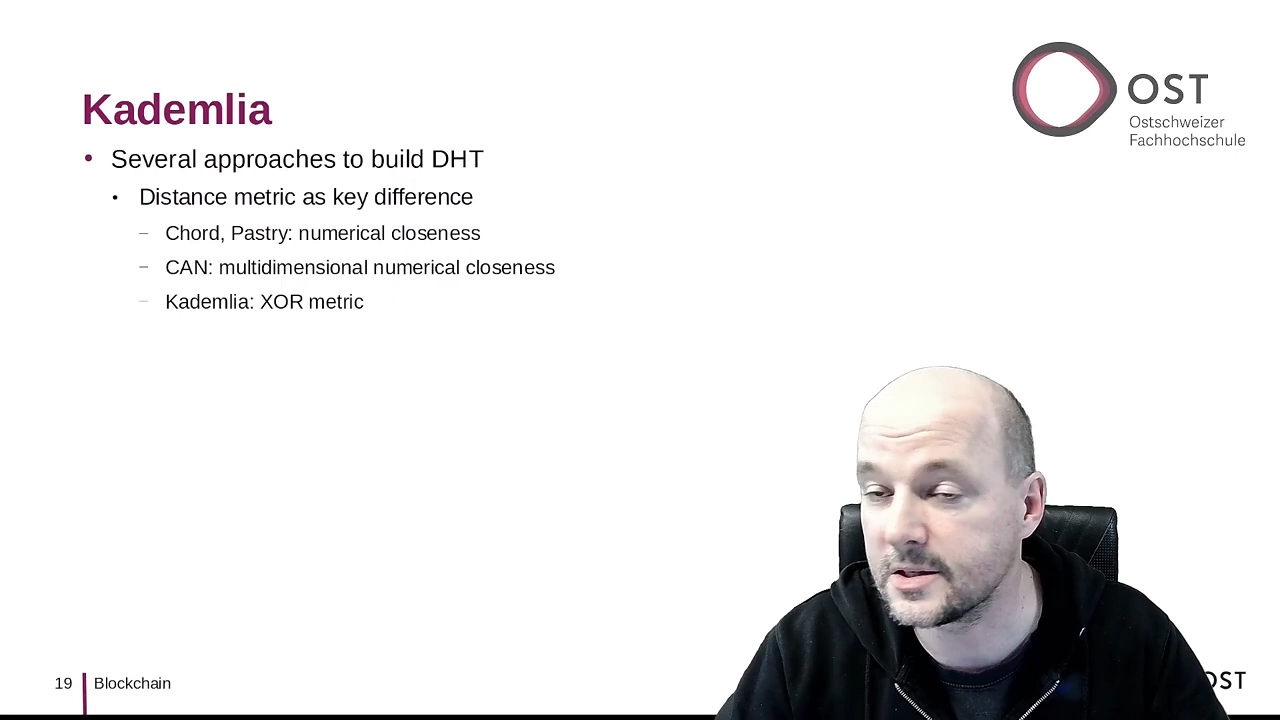 Kademlia
• Several approaches to build DHT
• Distance metric as key difference
– Chord, Pastry: numerical closeness
– CAN: multidimensional numerical closeness
– Kademlia: XOR metric
OST
Ostschweizer
Fachhochschule
19
Blockchain
OST